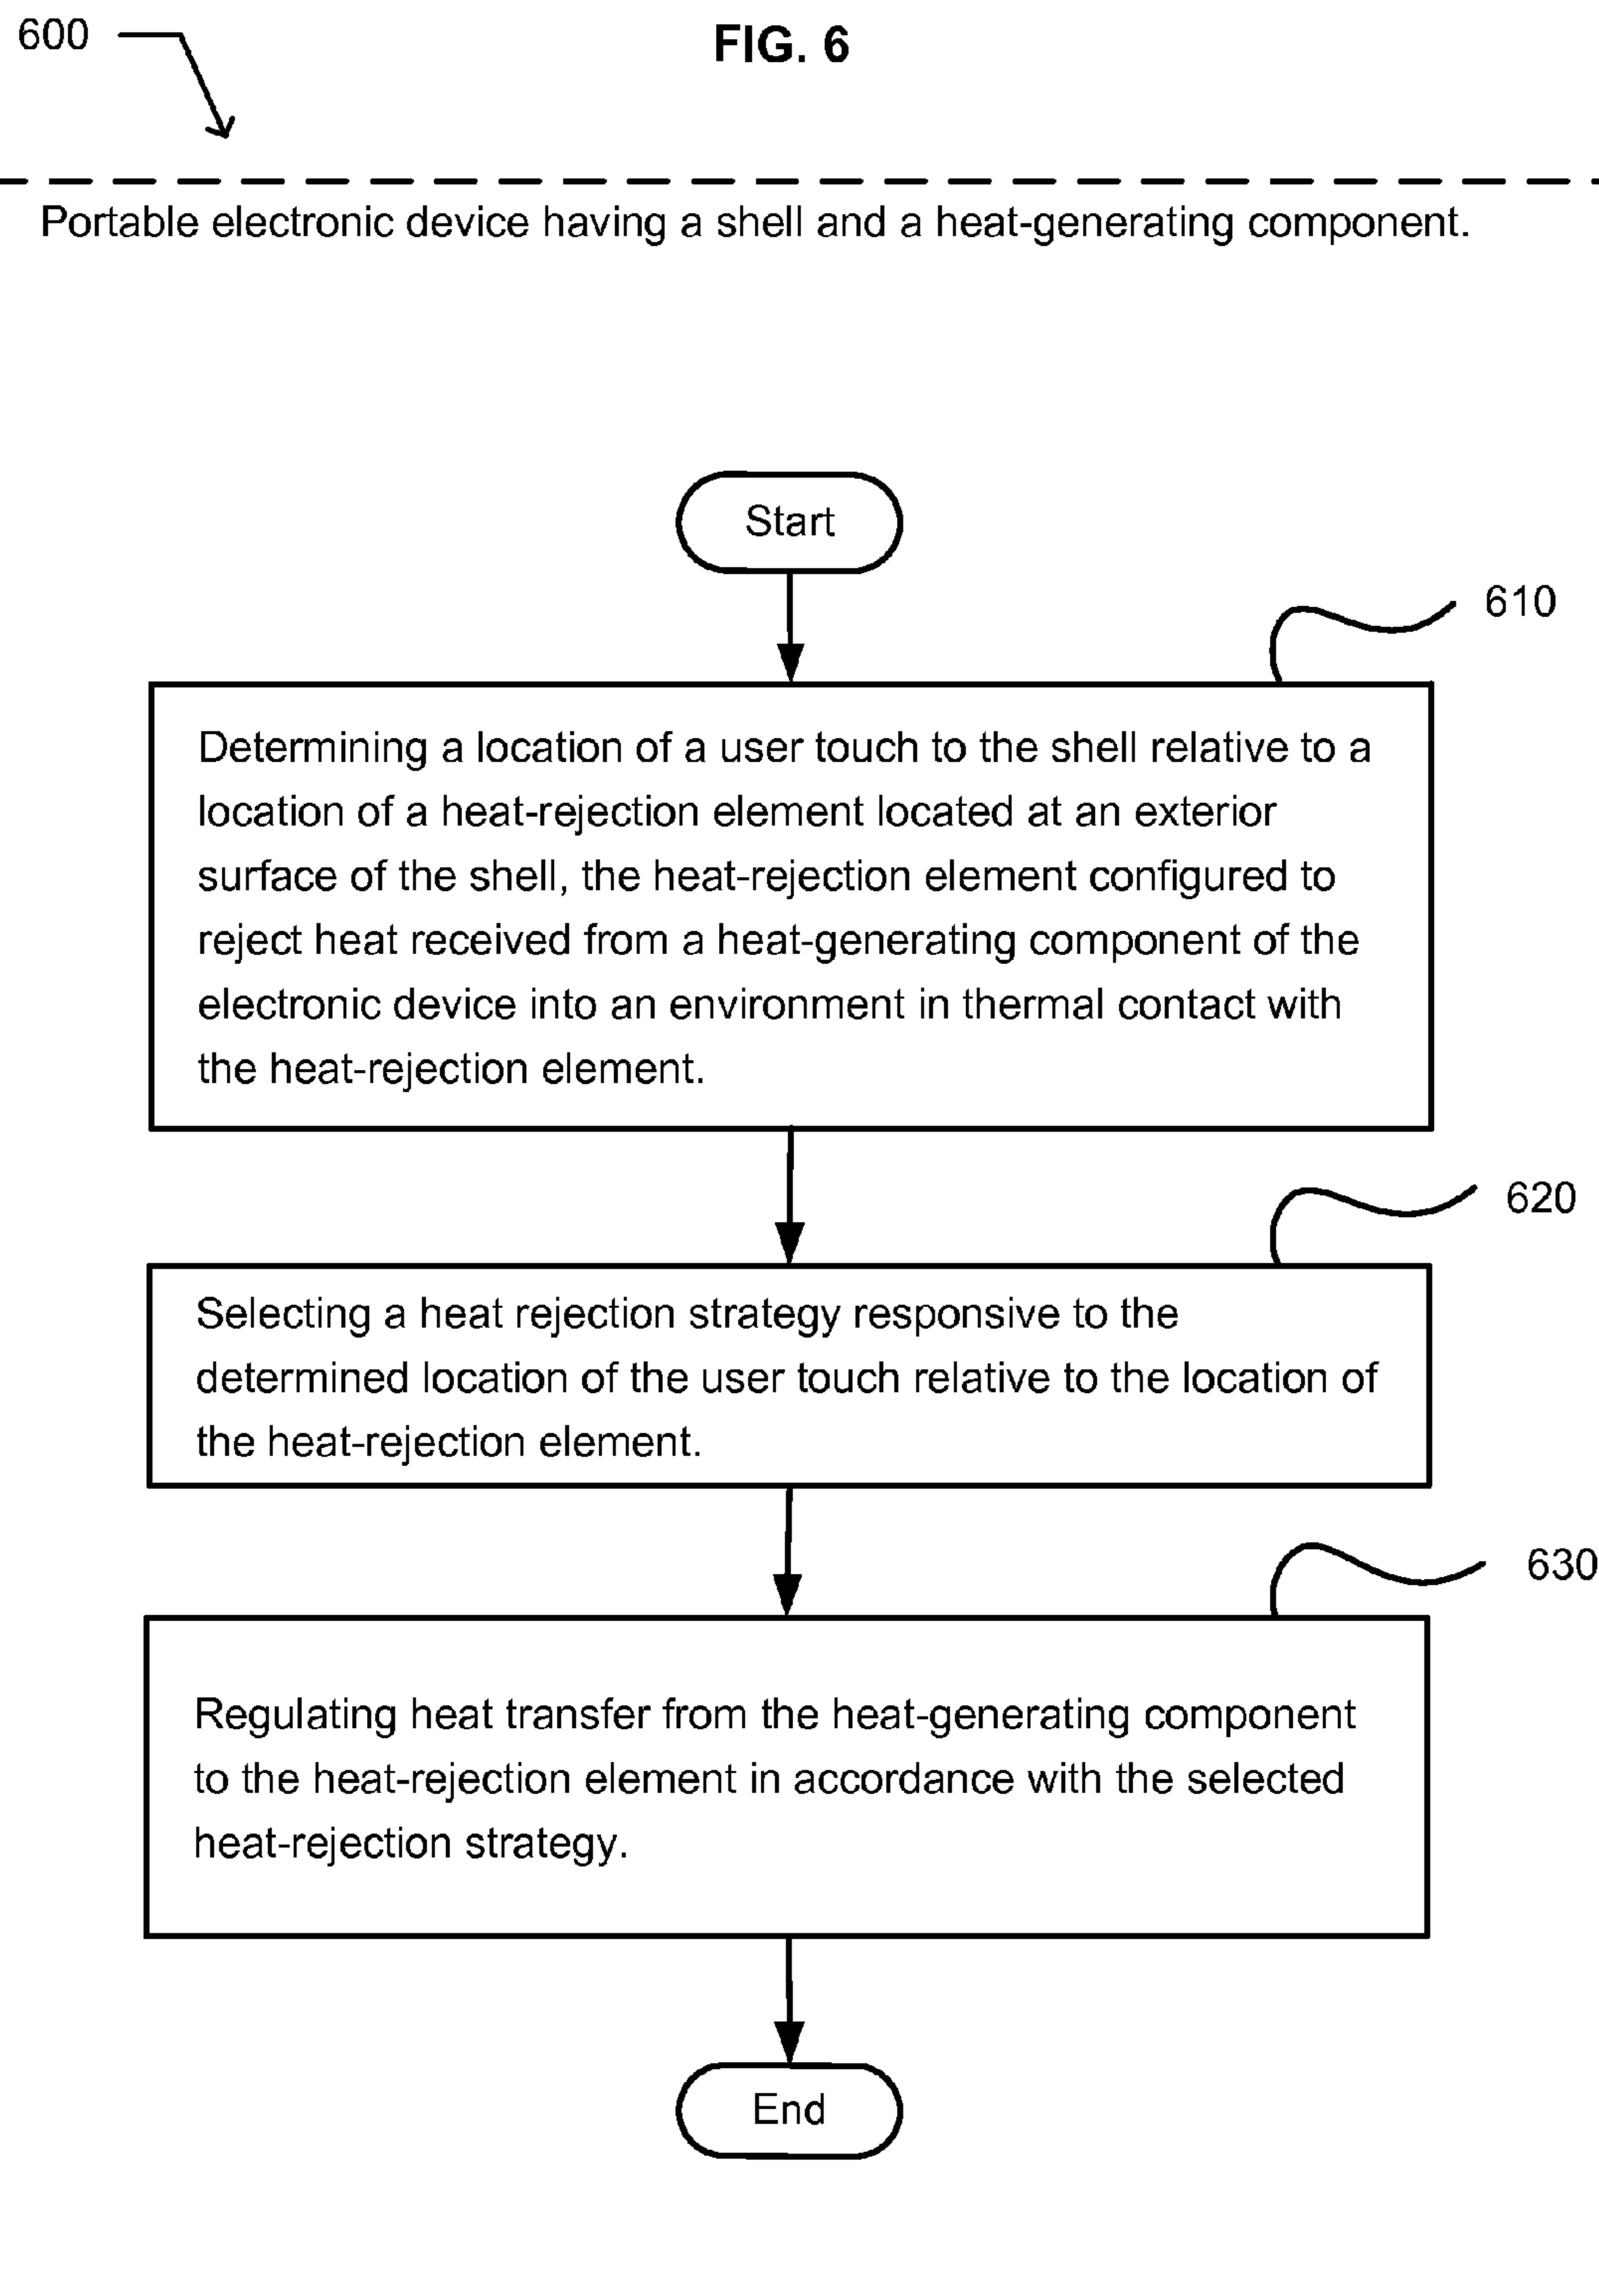 600
FIG. 6
Portable electronic device having a shell and a heat-generating component.
Start
610
Determining a location of a user touch to the shell relative to a
location of a heat-rejection element located at an exterior
surface of the shell, the heat-rejection element configured to
reject heat received from a heat-generating component of the
electronic device into an environment in thermal contact with
the heat-rejection element.
620
Selecting a heat rejection strategy responsive to the
determined location of the user touch relative to the location of
the heat-rejection element.
630
Regulating heat transfer from the heat-generating component
to the heat-rejection element in accordance with the selected
heat-rejection strategy.
End